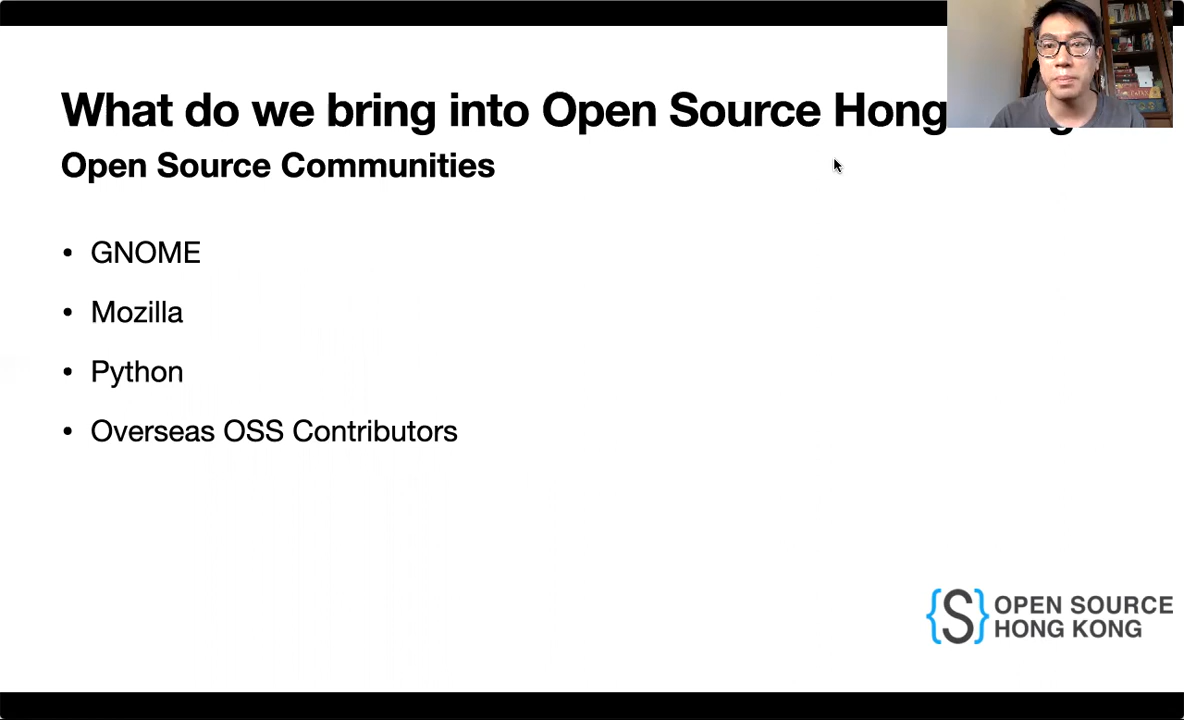 What do we bring into Open Source Hong
Open Source Communities
• GNOME
• Mozilla
• Python
• Overseas OSS Contributors
{S} OPEN SOURCE
HONG KONG